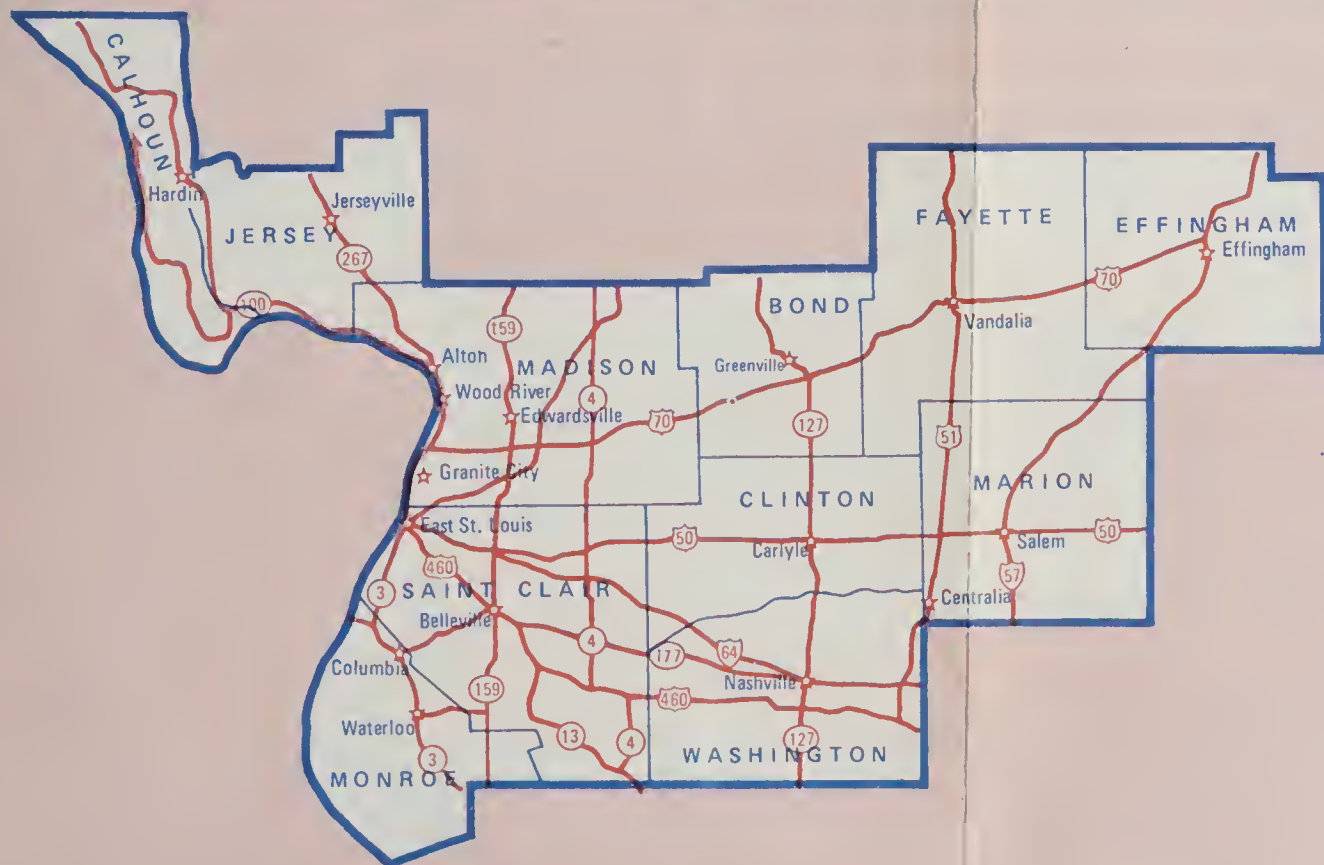 CALHOUN
Hardin
Jerseyville
JERSEY
267
100
FAYETTE
EFFINGHAM
Effingham
70
Vandalia
BOND
Greenville
159
Alton
MADISON
Wood River
4
Edwardsville
70
127
51
Granite City
CLINTON
MARION
East St. Louis
50
Carlyle
Salem
50
460
57
3
SAINT CLAIR
Belleville
Centralia
4
177
64
Columbia
Nashville
159
460
Waterloo
13
4
127
3
WASHINGTON
MONROE